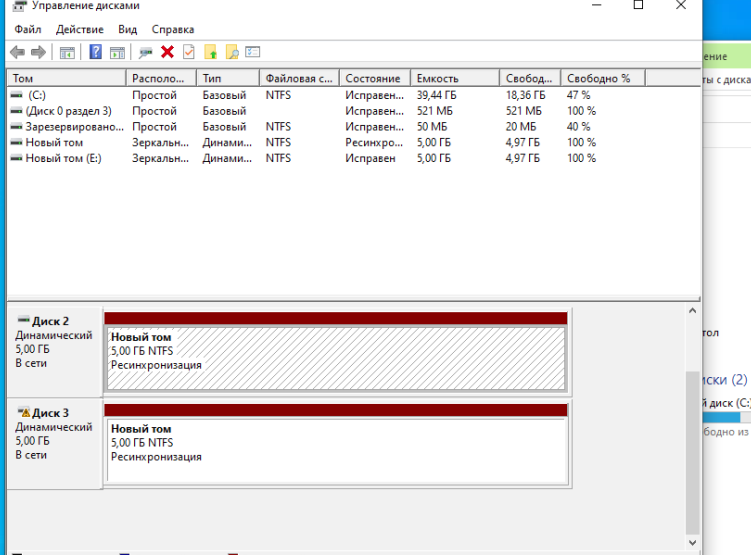 Управление дисками
Файл Действие Вид Справка
Том Располо... Тип Файловая с... Состояние Емкость Свобод... Свободно %
(C:) Простой Базовый NTFS Исправен... 39,44 ГБ 18,36 ГБ 47 %
(Диск 0 раздел 3) Простой Базовый Исправен... 521 МБ 521 МБ 100 %
Зарезервировано... Простой Базовый NTFS Исправен... 50 МБ 20 МБ 40 %
Новый том Зеркальн... Динами... NTFS Ресинхро... 5,00 ГБ 4,97 ГБ 100 %
Новый том (E:) Зеркальн... Динами... NTFS Исправен 5,00 ГБ 4,97 ГБ 100 %
Диск 2
Динамический
5,00 ГБ
В сети
Новый том
5,00 ГБ NTFS
Ресинхронизация
Диск 3
Динамический
5,00 ГБ
В сети
Новый том
5,00 ГБ NTFS
Ресинхронизация
ение
ты с диска
тол
иски (2)
й диск (C:
бодно из